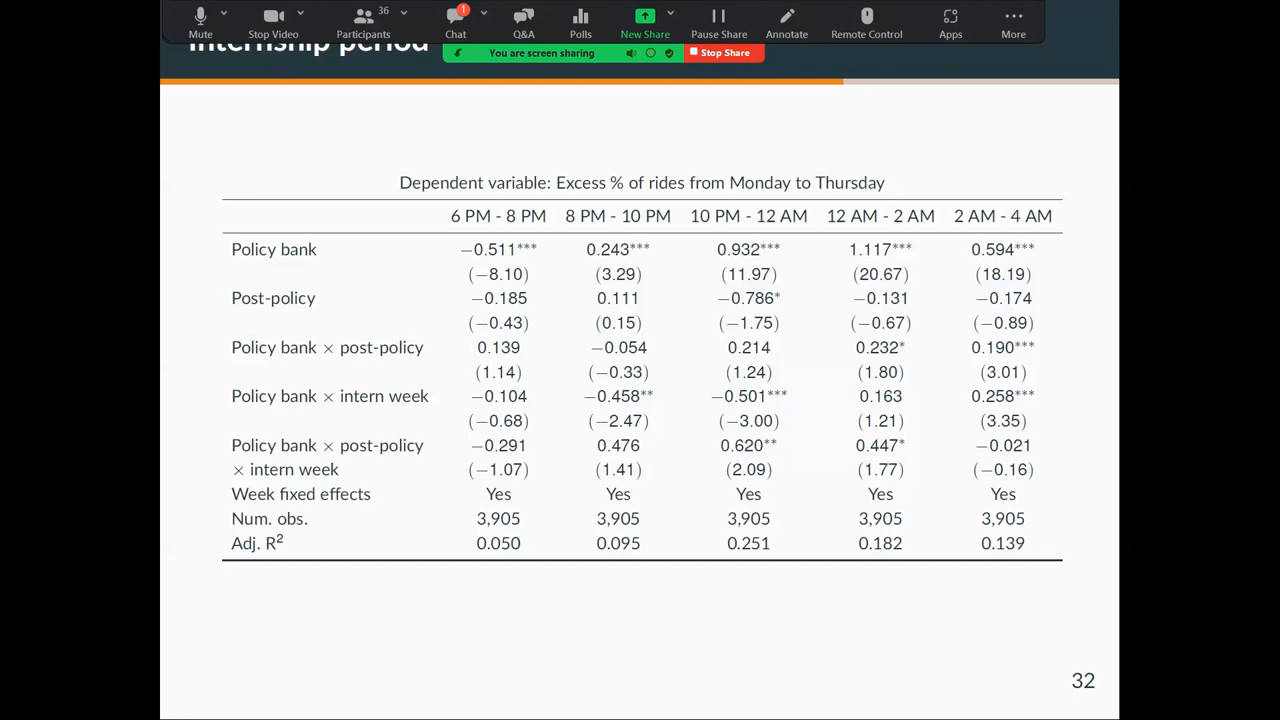 36
1
Mute Stop Video Participants Chat Q&A Polls New Share Pause Share Annotate Remote Control Apps More
Internship period
You are screen sharing Stop Share
Dependent variable: Excess % of rides from Monday to Thursday
6 PM - 8 PM 8 PM - 10 PM 10 PM - 12 AM 12 AM - 2 AM 2 AM - 4 AM
Policy bank −0.511*** 0.243*** 0.932*** 1.117*** 0.594***
(−8.10) (3.29) (11.97) (20.67) (18.19)
Post-policy −0.185 0.111 −0.786* −0.131 −0.174
(−0.43) (0.15) (−1.75) (−0.67) (−0.89)
Policy bank × post-policy 0.139 −0.054 0.214 0.232* 0.190***
(1.14) (−0.33) (1.24) (1.80) (3.01)
Policy bank × intern week −0.104 −0.458** −0.501*** 0.163 0.258***
(−0.68) (−2.47) (−3.00) (1.21) (3.35)
Policy bank × post-policy −0.291 0.476 0.620** 0.447* −0.021
× intern week (−1.07) (1.41) (2.09) (1.77) (−0.16)
Week fixed effects Yes Yes Yes Yes Yes
Num. obs. 3,905 3,905 3,905 3,905 3,905
Adj. R² 0.050 0.095 0.251 0.182 0.139
32